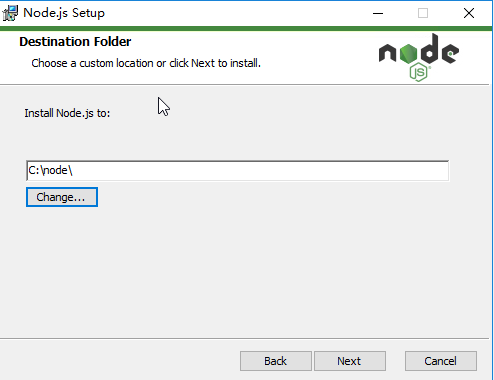 Node.js Setup
Destination Folder
Choose a custom location or click Next to install.
node
JS
Install Node.js to:
C:\node\
Change...
Back
Next
Cancel